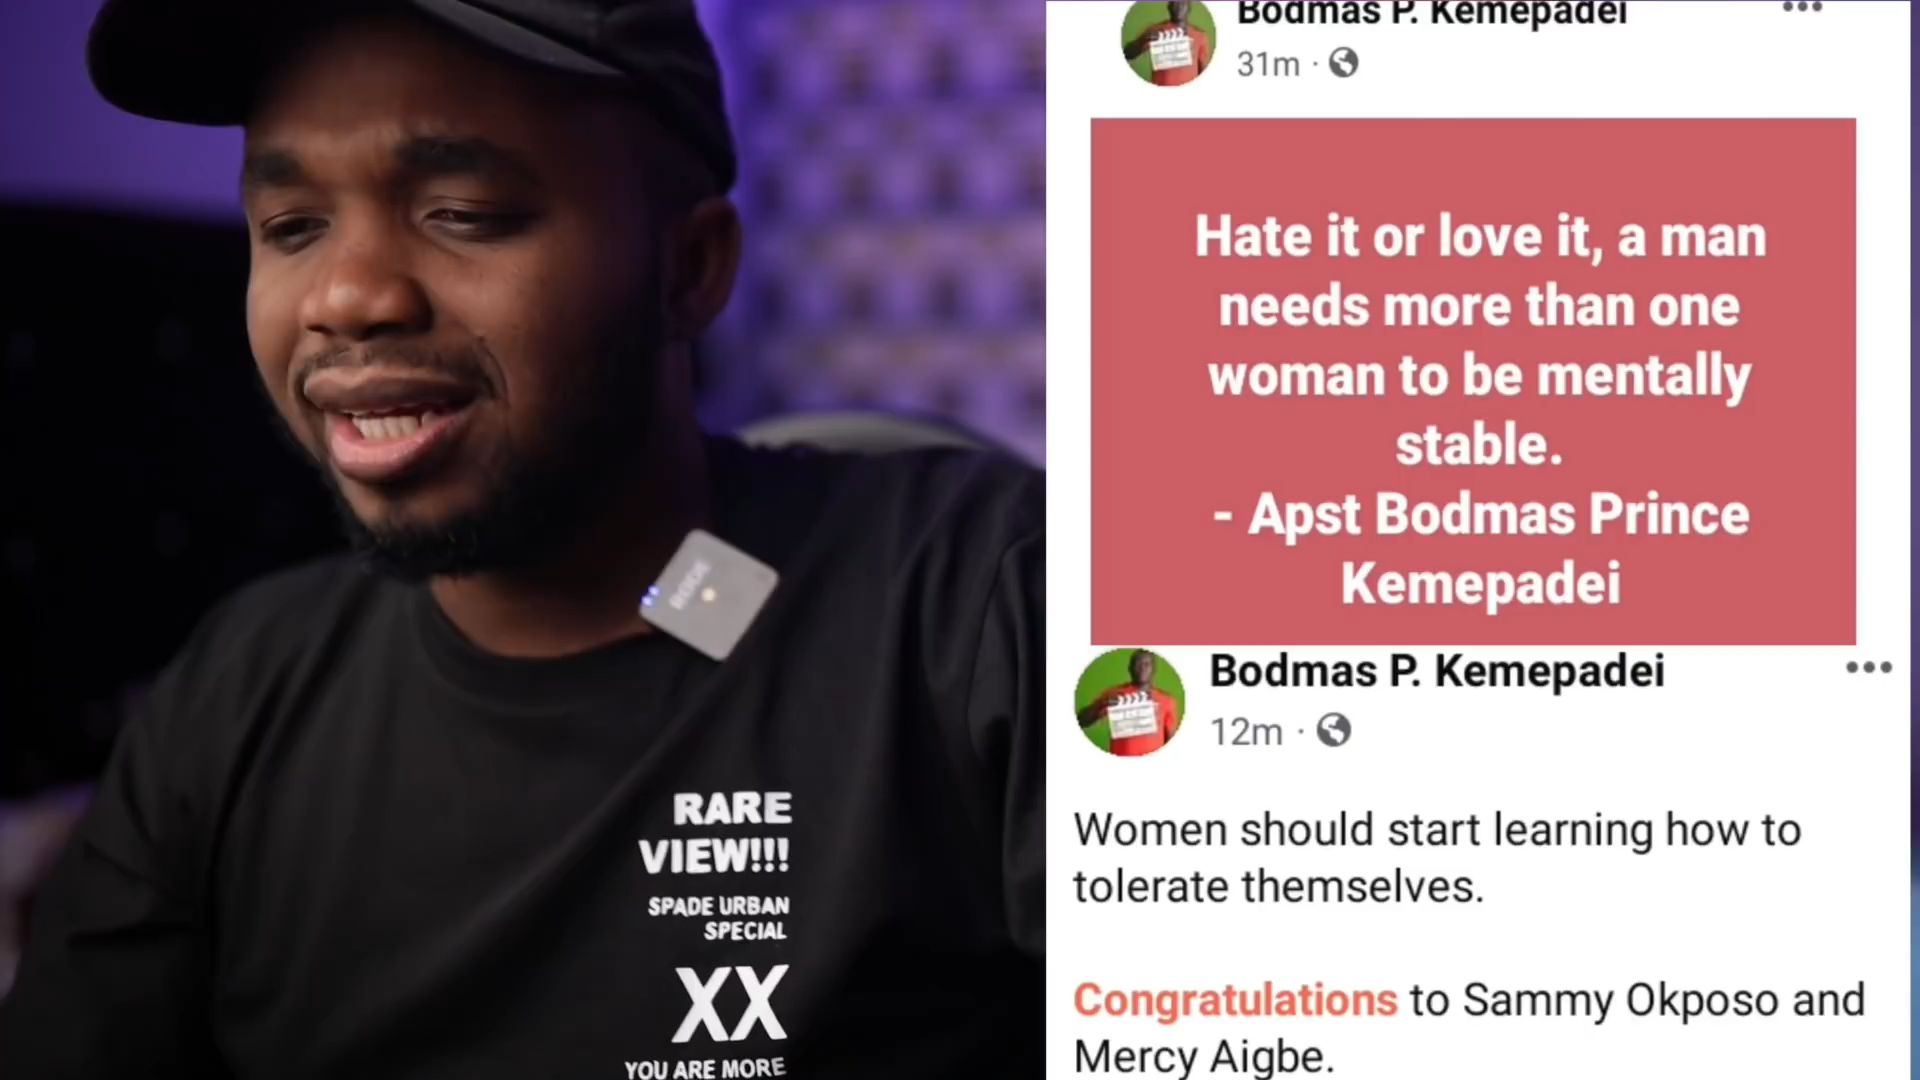 RODE
RARE
VIEW!!!
SPADE URBAN
SPECIAL
XX
YOU ARE MORE
Bodmas P. Kemepadei
31m ·
Hate it or love it, a man
needs more than one
woman to be mentally
stable.
- Apst Bodmas Prince
Kemepadei
Bodmas P. Kemepadei
12m ·
Women should start learning how to
tolerate themselves.
Congratulations to Sammy Okposo and
Mercy Aigbe.